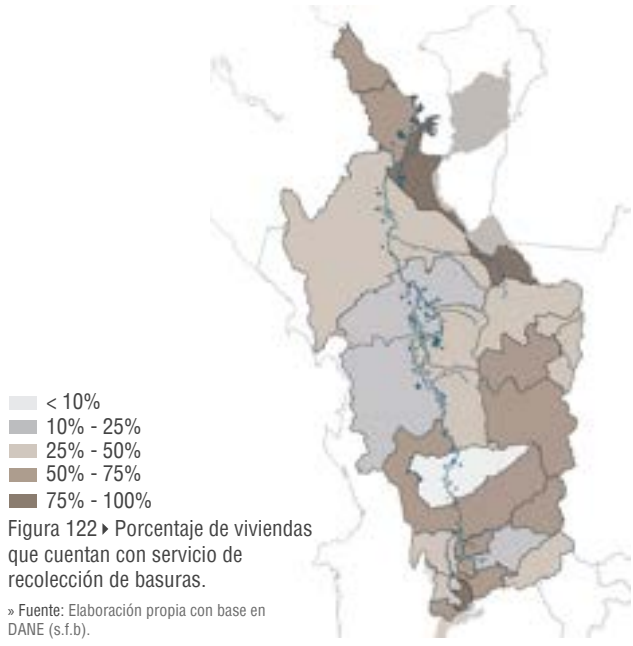 < 10%
10% - 25%
25% - 50%
50% - 75%
75% - 100%
Figura 122 ▸ Porcentaje de viviendas
que cuentan con servicio de
recolección de basuras.
» Fuente: Elaboración propia con base en
DANE (s.f.b).